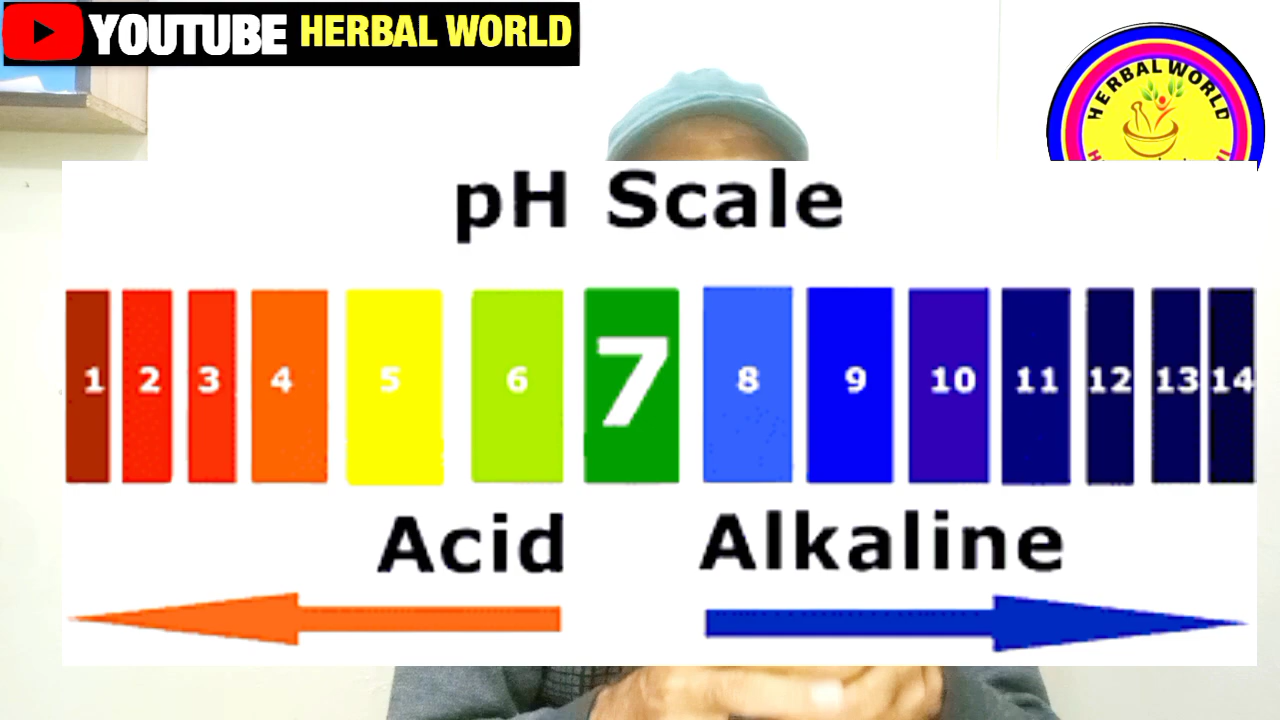 YOUTUBE HERBAL WORLD
HERBAL WORLD
pH Scale
1 2 3 4 5 6 7 8 9 10 11 12 13 14
Acid Alkaline